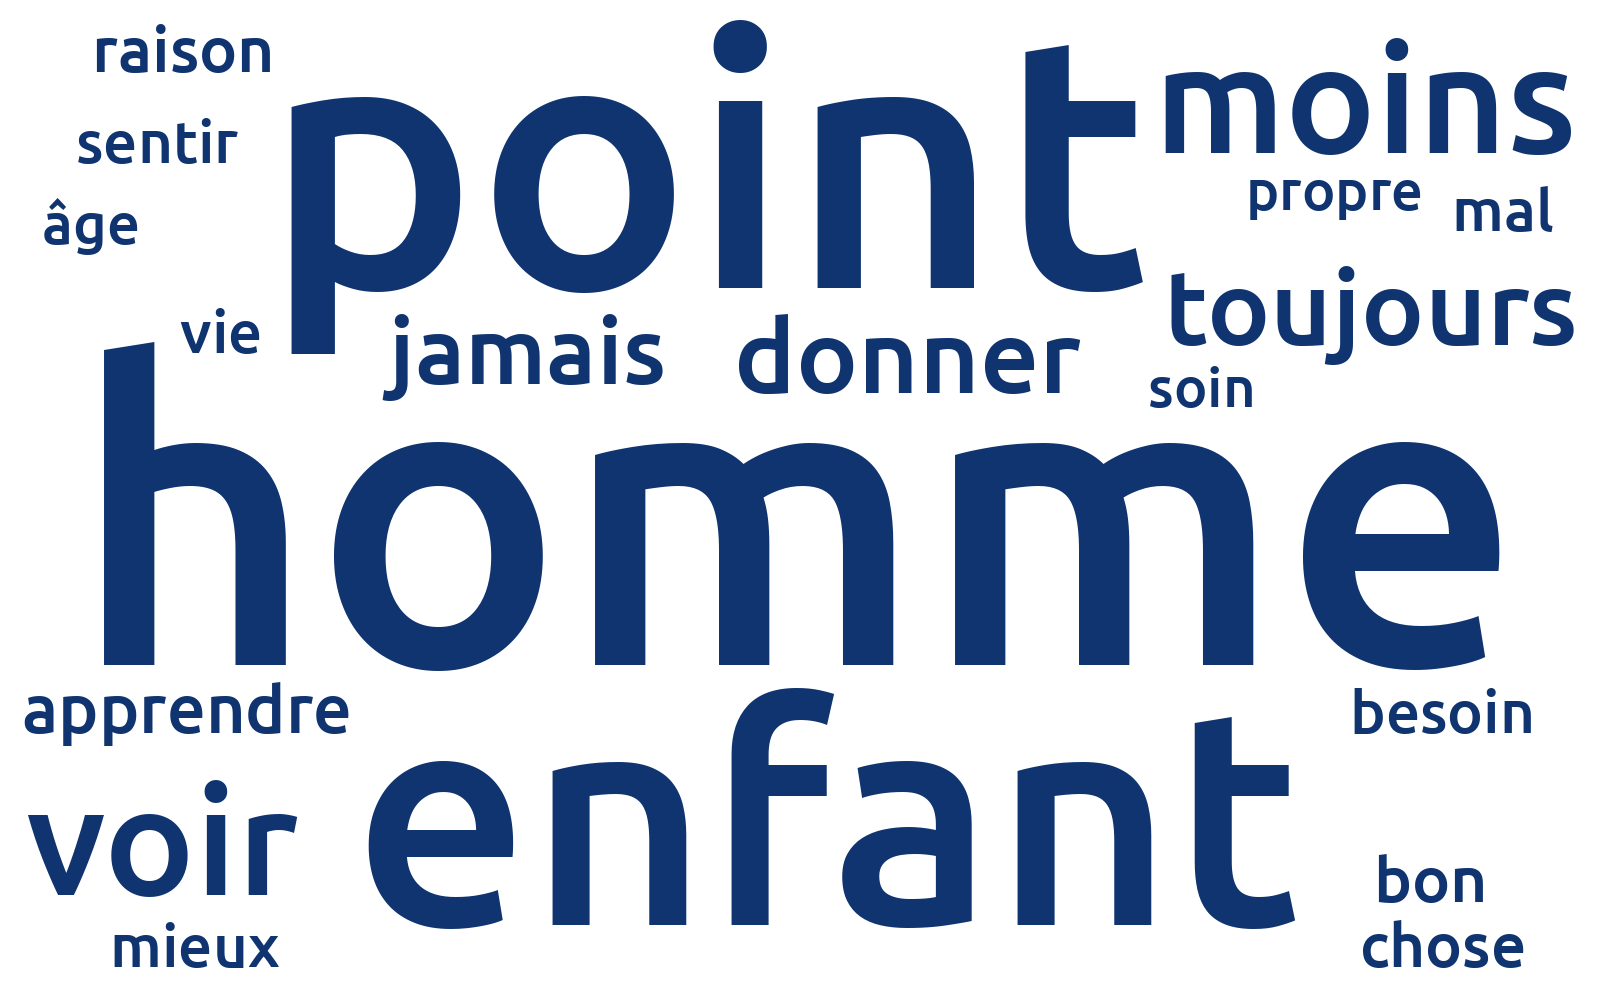 raison
point
moins
sentir
propre
mal
âge
toujours
vie
jamais
donner
soin
homme
apprendre
besoin
enfant
voir
bon
mieux
chose